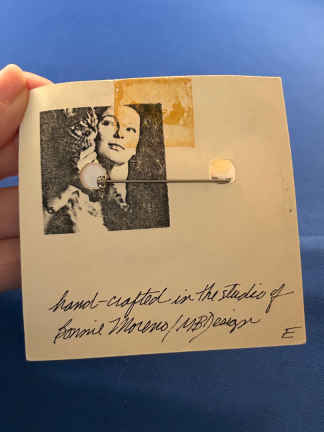 hand-crafted in the studio of
Bonnie Moreno/MBDesign
E